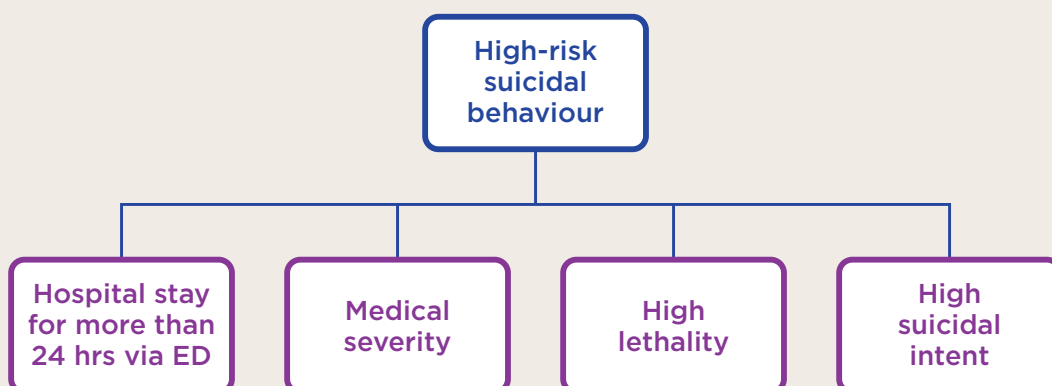 High-risk
suicidal
behaviour
Hospital stay
for more than
24 hrs via ED
Medical
severity
High
lethality
High
suicidal
intent